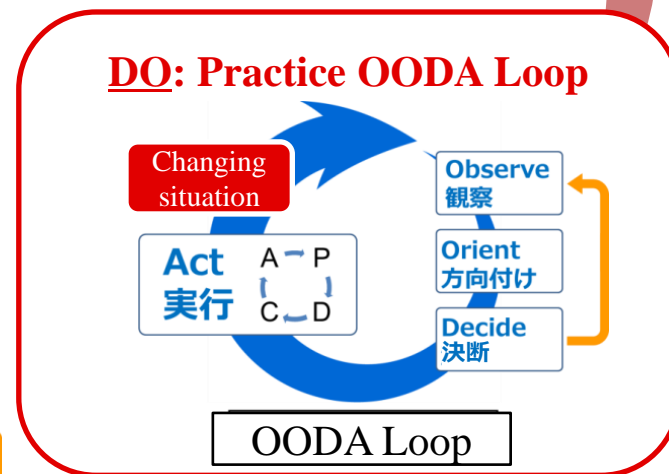 DO: Practice OODA Loop
Changing
situation
Observe
観察
Orient
方向付け
Decide
決断
Act
実行
A P
C D
OODA Loop